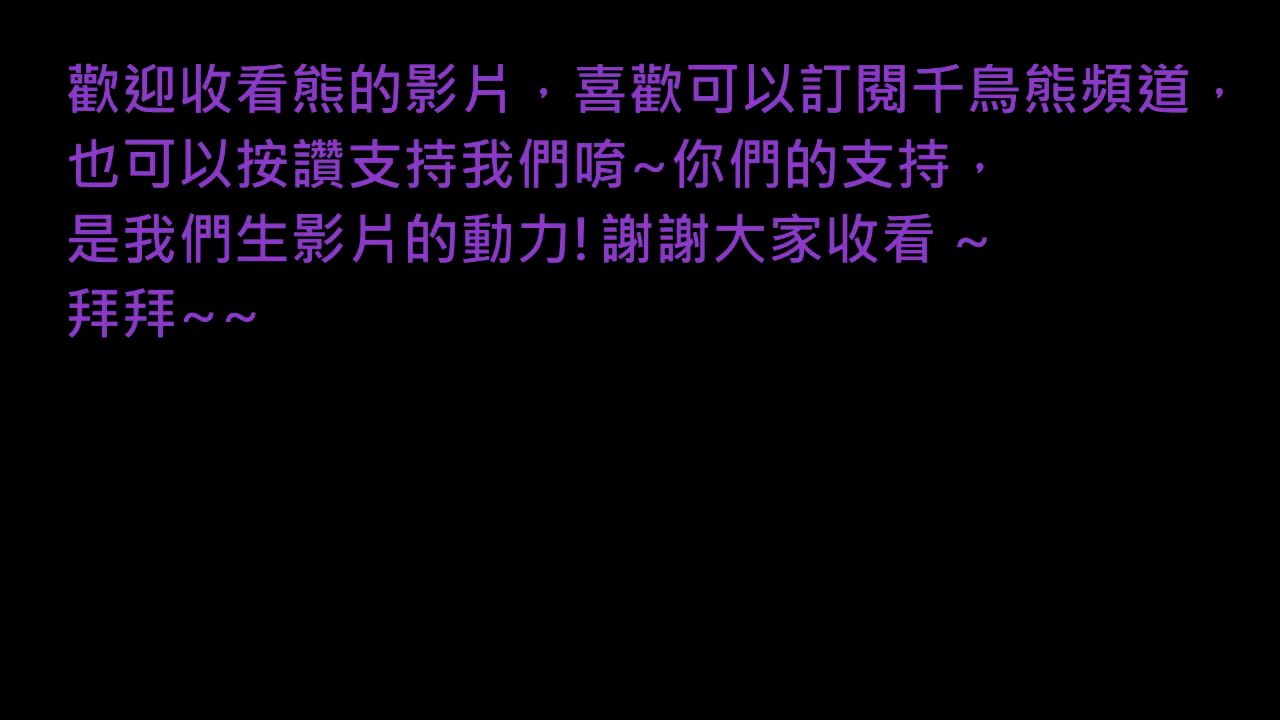 歡迎收看熊的影片，喜歡可以訂閱千鳥熊頻道，
也可以按讚支持我們唷~你們的支持，
是我們生影片的動力! 謝謝大家收看 ~
拜拜~~